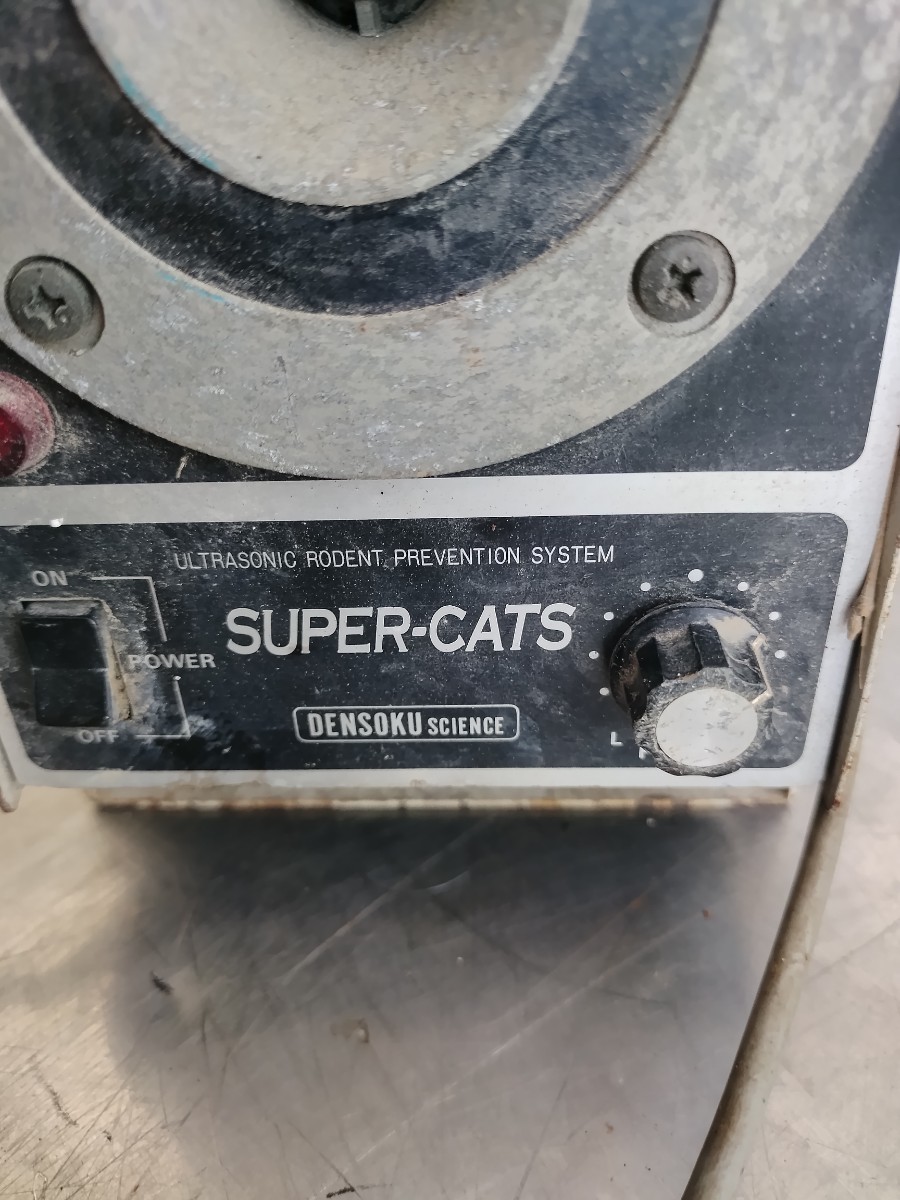 ULTRASONIC RODENT PREVENTION SYSTEM
ON
SUPER-CATS
POWER
DENSOKU SCIENCE
OFF
L